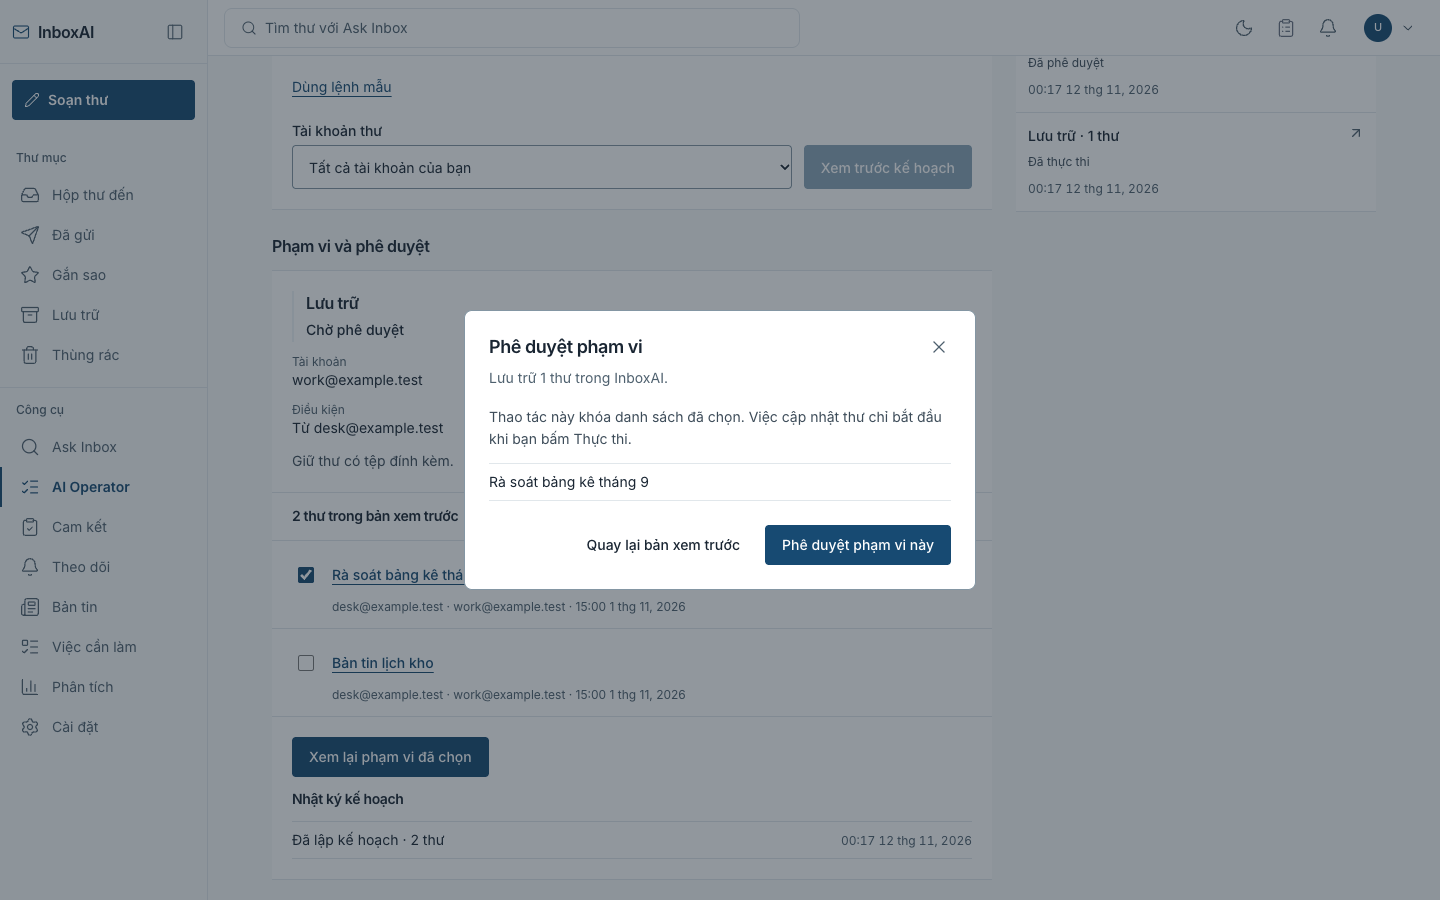 InboxAI
Tìm thư với Ask Inbox
U
Soạn thư
Thư mục
Hộp thư đến
Đã gửi
Gắn sao
Lưu trữ
Thùng rác
Công cụ
Ask Inbox
AI Operator
Cam kết
Theo dõi
Bản tin
Việc cần làm
Phân tích
Cài đặt
Dùng lệnh mẫu
Tài khoản thư
Tất cả tài khoản của bạn
Xem trước kế hoạch
Phạm vi và phê duyệt
Lưu trữ
Chờ phê duyệt
Tài khoản
work@example.test
Điều kiện
Từ desk@example.test
Giữ thư có tệp đính kèm.
2 thư trong bản xem trước
Rà soát bảng kê thá
desk@example.test · work@example.test · 15:00 1 thg 11, 2026
Bản tin lịch kho
desk@example.test · work@example.test · 15:00 1 thg 11, 2026
Xem lại phạm vi đã chọn
Nhật ký kế hoạch
Đã lập kế hoạch · 2 thư
00:17 12 thg 11, 2026
Phê duyệt phạm vi
Lưu trữ 1 thư trong InboxAI.
Thao tác này khóa danh sách đã chọn. Việc cập nhật thư chỉ bắt đầu
khi bạn bấm Thực thi.
Rà soát bảng kê tháng 9
Quay lại bản xem trước
Phê duyệt phạm vi này
Đã phê duyệt
00:17 12 thg 11, 2026
Lưu trữ · 1 thư
Đã thực thi
00:17 12 thg 11, 2026